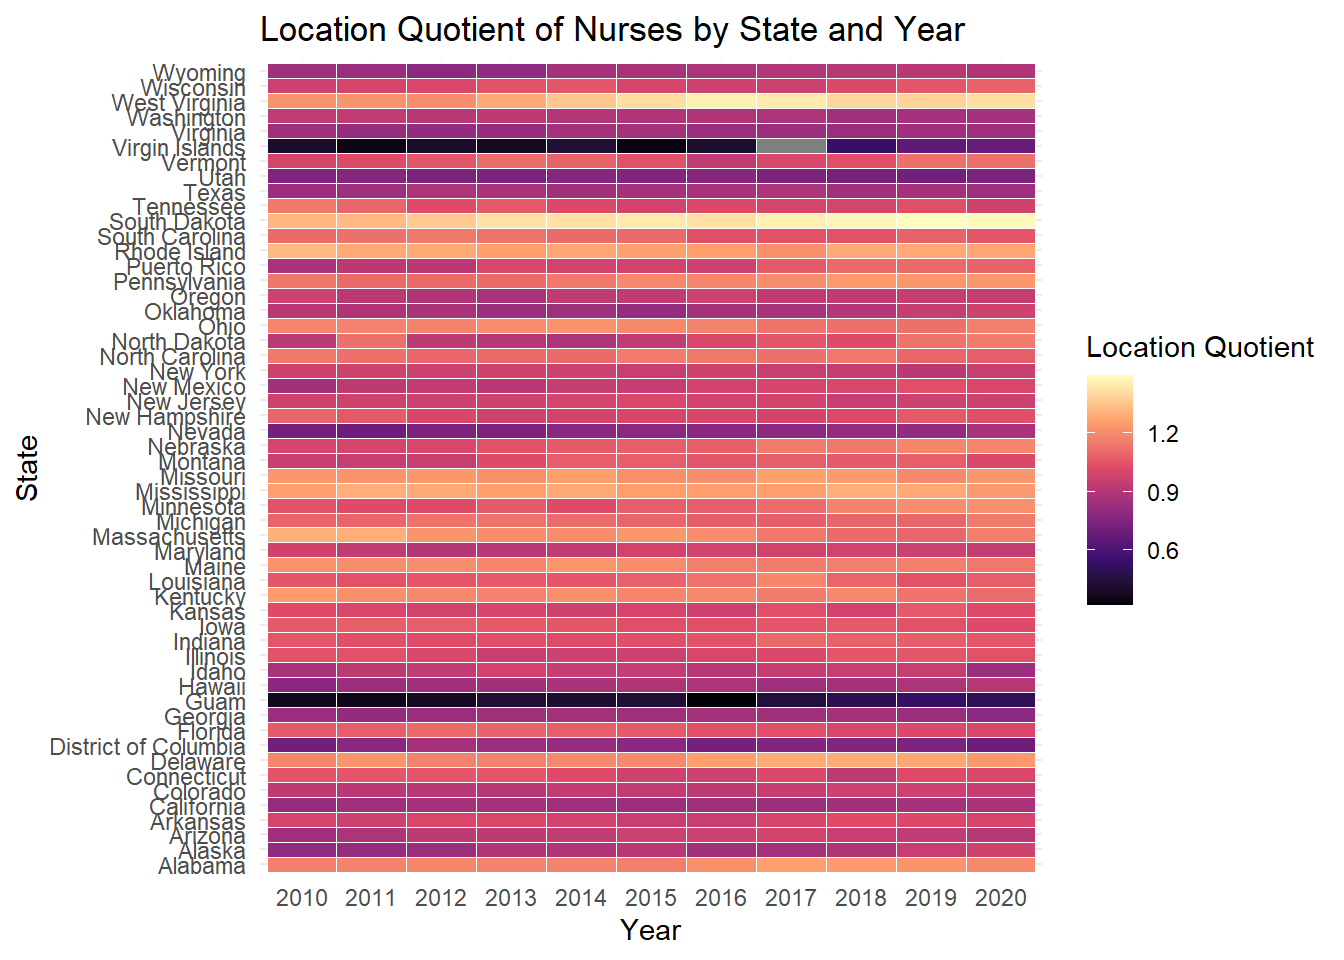 Location Quotient of Nurses by State and Year
Wyoming
Wisconsin
West Virginia
Washington
Virginia
Virgin Islands
Vermont
Utah
Texas
Tennessee
South Dakota
South Carolina
Rhode Island
Puerto Rico
Pennsylvania
Oregon
Oklahoma
Ohio
North Dakota
North Carolina
New York
New Mexico
New Jersey
New Hampshire
Nevada
Nebraska
Montana
Missouri
Mississippi
Minnesota
Michigan
Massachusetts
Maryland
Maine
Louisiana
Kentucky
Kansas
Iowa
Indiana
Illinois
Idaho
Hawaii
Guam
Georgia
Florida
District of Columbia
Delaware
Connecticut
Colorado
California
Arkansas
Arizona
Alaska
Alabama
State
2010 2011 2012 2013 2014 2015 2016 2017 2018 2019 2020
Year
Location Quotient
1.2
0.9
0.6